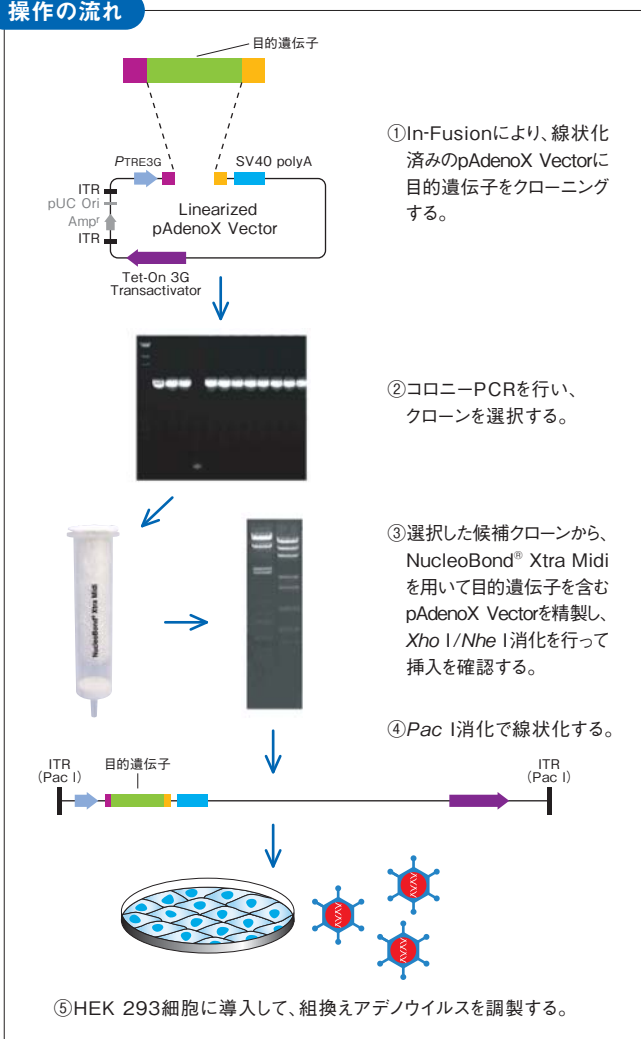 操作の流れ
目的遺伝子
①In-Fusionにより、線状化
済みのpAdenoX Vectorに
目的遺伝子をクローニング
する。
PTRE3G
SV40 polyA
ITR
pUC Ori
Ampr
ITR
Linearized
pAdenoX Vector
Tet-On 3G
Transactivator
②コロニーPCRを行い、
クローンを選択する。
NucleoBond® Xtra Midi
③選択した候補クローンから、
NucleoBond® Xtra Midi
を用いて目的遺伝子を含む
pAdenoX Vectorを精製し、
Xho I/Nhe I消化を行って
挿入を確認する。
④Pac I消化で線状化する。
ITR
(Pac I)
目的遺伝子
ITR
(Pac I)
⑤HEK 293細胞に導入して、組換えアデノウイルスを調製する。